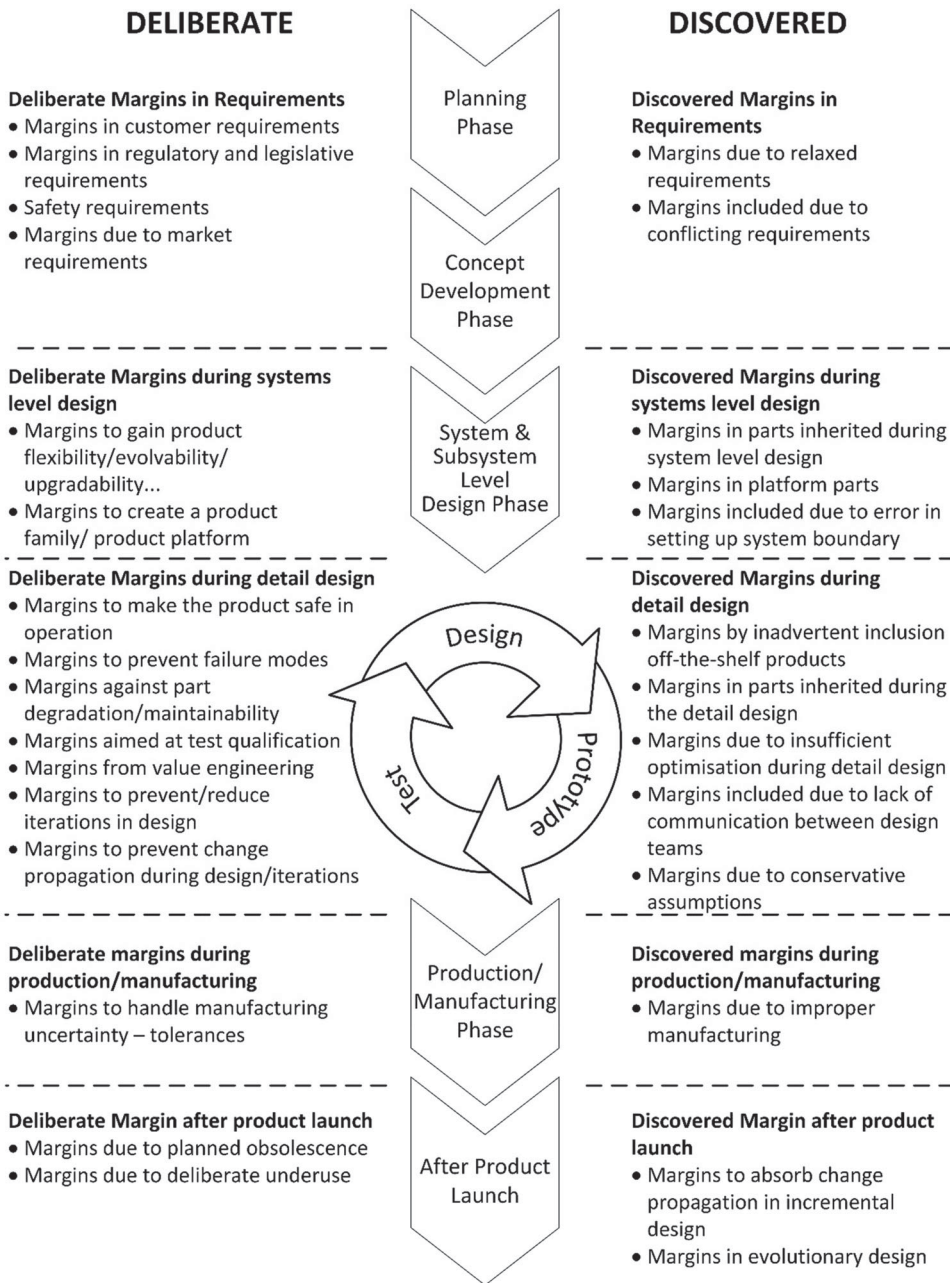 DELIBERATE
DISCOVERED
Deliberate Margins in Requirements
• Margins in customer requirements
• Margins in regulatory and legislative
requirements
• Safety requirements
• Margins due to market
requirements
Planning
Phase
Concept
Development
Phase
Discovered Margins in
Requirements
• Margins due to relaxed
requirements
• Margins included due to
conflicting requirements
Deliberate Margins during systems
level design
• Margins to gain product
flexibility/evolvability/
upgradability...
• Margins to create a product
family/ product platform
System &
Subsystem
Level
Design Phase
Discovered Margins during
systems level design
• Margins in parts inherited during
system level design
• Margins in platform parts
• Margins included due to error in
setting up system boundary
Deliberate Margins during detail design
• Margins to make the product safe in
operation
• Margins to prevent failure modes
• Margins against part
degradation/maintainability
• Margins aimed at test qualification
• Margins from value engineering
• Margins to prevent/reduce
iterations in design
• Margins to prevent change
propagation during design/iterations
Design
Prototype
Test
Discovered Margins during
detail design
• Margins by inadvertent inclusion
off-the-shelf products
• Margins in parts inherited during
the detail design
• Margins due to insufficient
optimisation during detail design
• Margins included due to lack of
communication between design
teams
• Margins due to conservative
assumptions
Deliberate margins during
production/manufacturing
• Margins to handle manufacturing
uncertainty – tolerances
Production/
Manufacturing
Phase
Discovered margins during
production/manufacturing
• Margins due to improper
manufacturing
Deliberate Margin after product launch
• Margins due to planned obsolescence
• Margins due to deliberate underuse
After Product
Launch
Discovered Margin after product
launch
• Margins to absorb change
propagation in incremental
design
• Margins in evolutionary design